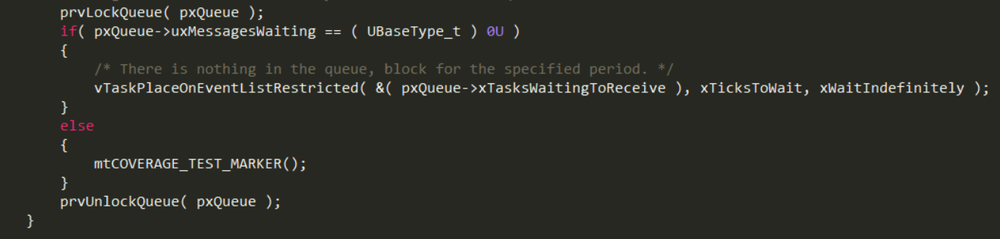 prvLockQueue( pxQueue );
if( pxQueue->uxMessagesWaiting == ( UBaseType_t ) 0U )
{
/* There is nothing in the queue, block for the specified period. */
vTaskPlaceOnEventListRestricted( &( pxQueue->xTasksWaitingToReceive ), xTicksToWait, xWaitIndefinitely );
}
else
{
mtCOVERAGE_TEST_MARKER();
}
prvUnlockQueue( pxQueue );
}